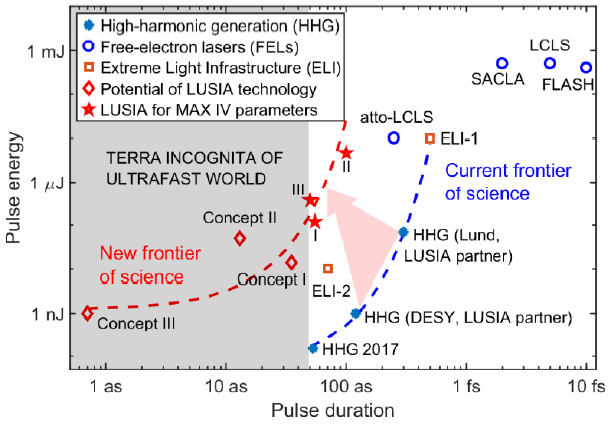 High-harmonic generation (HHG)
Free-electron lasers (FELs)
Extreme Light Infrastructure (ELI)
Potential of LUSIA technology
LUSIA for MAX IV parameters
1 mJ
LCLS
SACLA
FLASH
atto-LCLS
ELI-1
TERRA INCOGNITA OF
ULTRAFAST WORLD
II
Current frontier
of science
Pulse energy
1 μJ
III
Concept II
I
HHG (Lund,
LUSIA partner)
New frontier
of science
Concept I
ELI-2
1 nJ
Concept III
HHG (DESY, LUSIA partner)
HHG 2017
1 as
10 as
100 as
1 fs
10 fs
Pulse duration